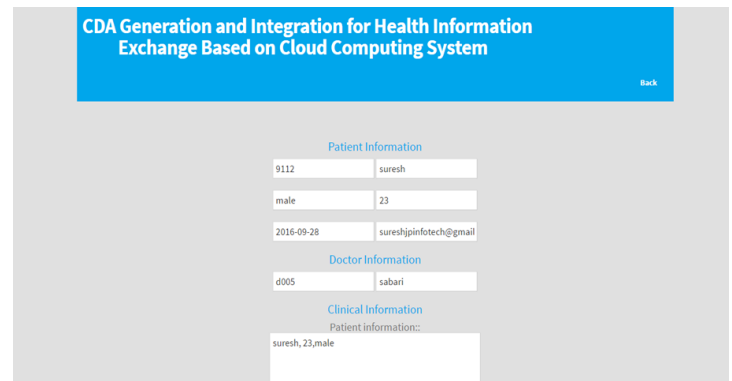 CDA Generation and Integration for Health Information
Exchange Based on Cloud Computing System
Back
Patient Information
9112 suresh
male 23
2016-09-28 sureshjpinfotech@gmail
Doctor Information
d005 sabari
Clinical Information
Patient information::
suresh, 23,male